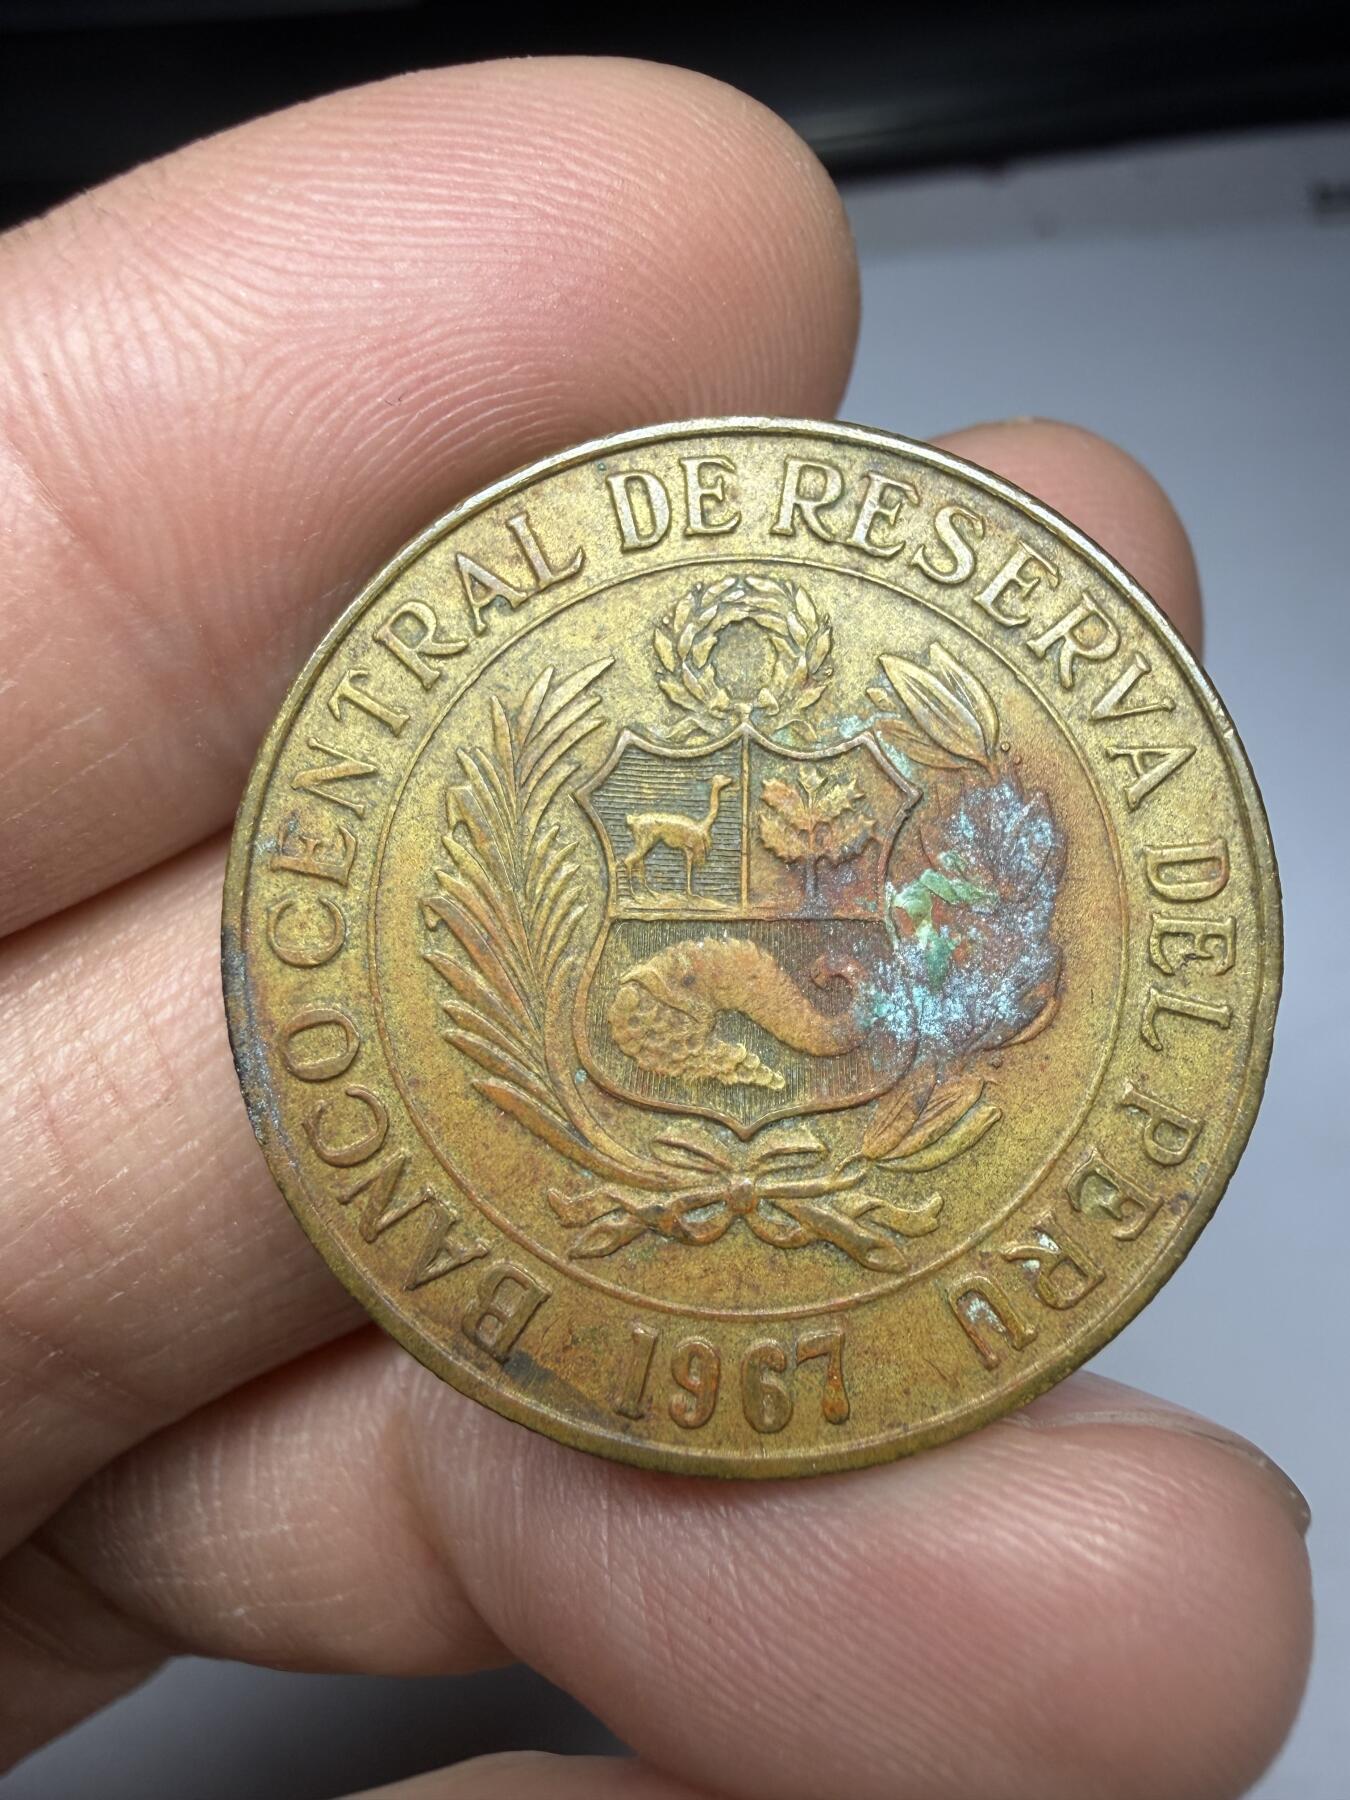 BANCO CENTRAL DE RESERVA DEL PERU
1967